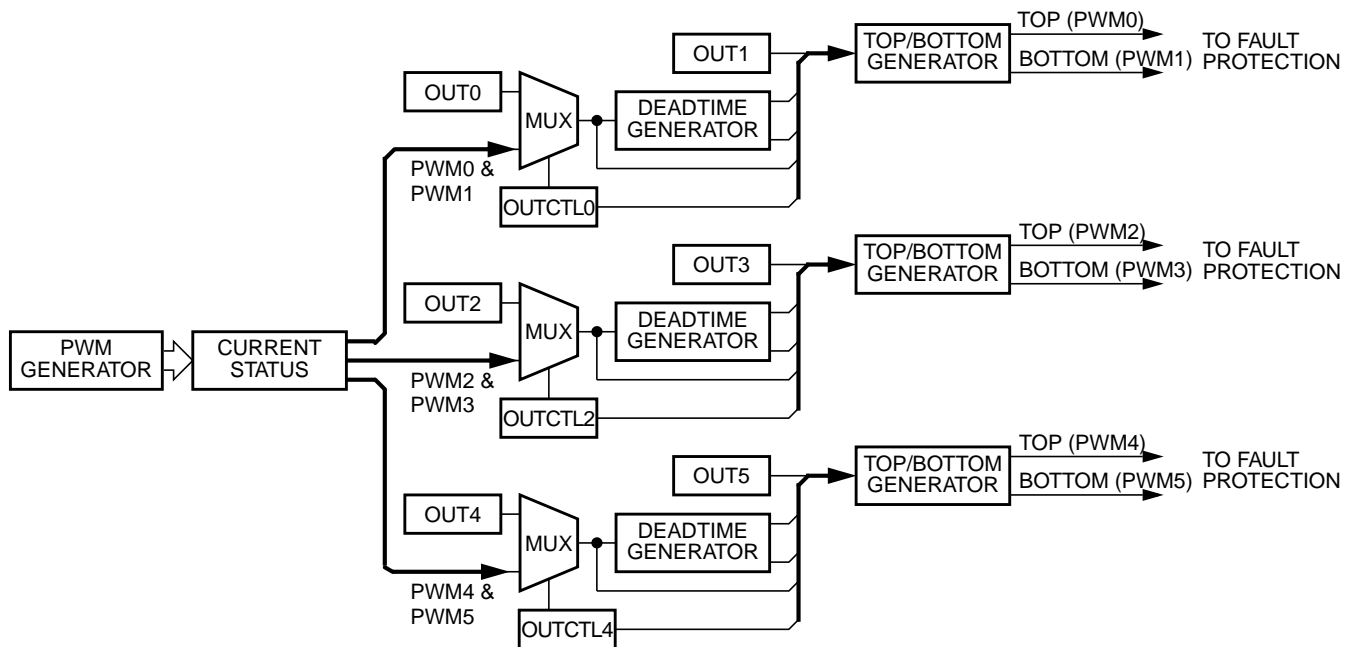 TOP (PWM0)
OUT1
TOP/BOTTOM
GENERATOR
TO FAULT
PROTECTION
BOTTOM (PWM1)
OUT0
MUX
DEADTIME
GENERATOR
PWM0 &
PWM1
OUTCTL0
TOP (PWM2)
OUT3
TOP/BOTTOM
GENERATOR
TO FAULT
PROTECTION
BOTTOM (PWM3)
OUT2
MUX
DEADTIME
GENERATOR
PWM
GENERATOR
CURRENT
STATUS
PWM2 &
PWM3
OUTCTL2
TOP (PWM4)
OUT5
TOP/BOTTOM
GENERATOR
TO FAULT
PROTECTION
BOTTOM (PWM5)
OUT4
MUX
DEADTIME
GENERATOR
PWM4 &
PWM5
OUTCTL4